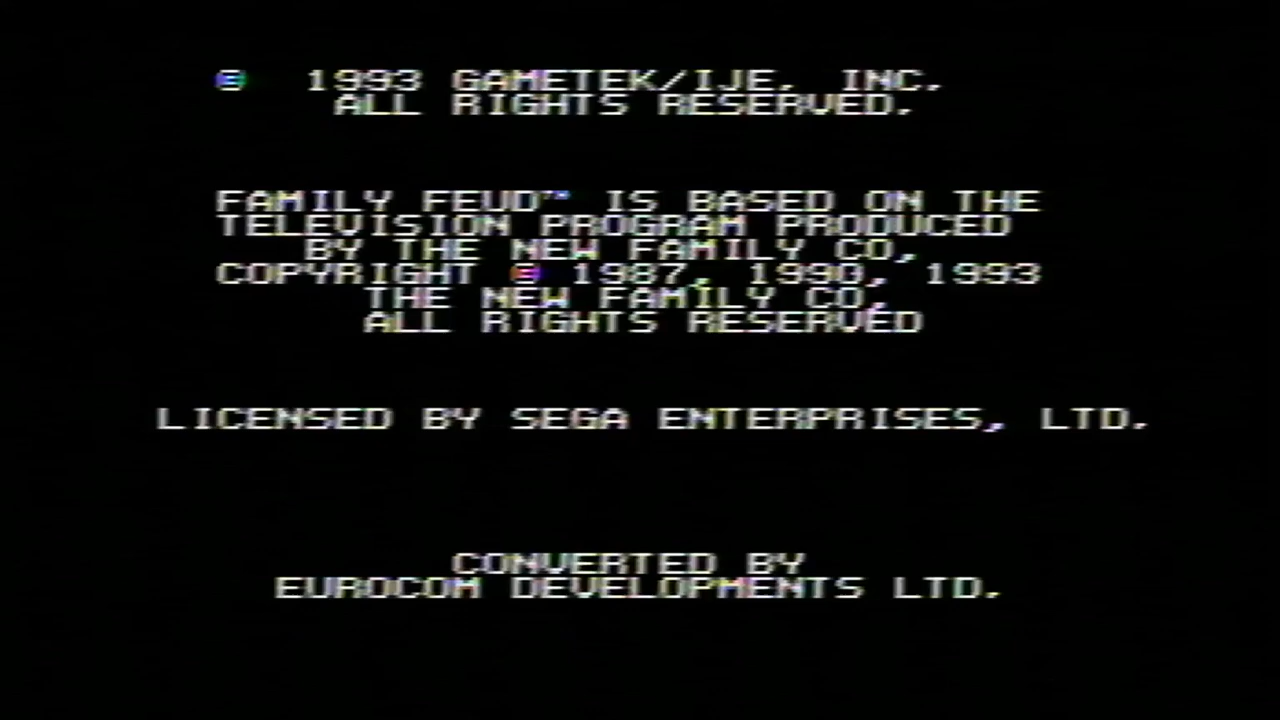 © 1993 GAMETEK/IJE, INC.
ALL RIGHTS RESERVED.
FAMILY FEUD™ IS BASED ON THE
TELEVISION PROGRAM PRODUCED
BY THE NEW FAMILY CO,
COPYRIGHT © 1987, 1990, 1993
THE NEW FAMILY CO,
ALL RIGHTS RESERVED
LICENSED BY SEGA ENTERPRISES, LTD.
CONVERTED BY
EUROCOM DEVELOPMENTS LTD.